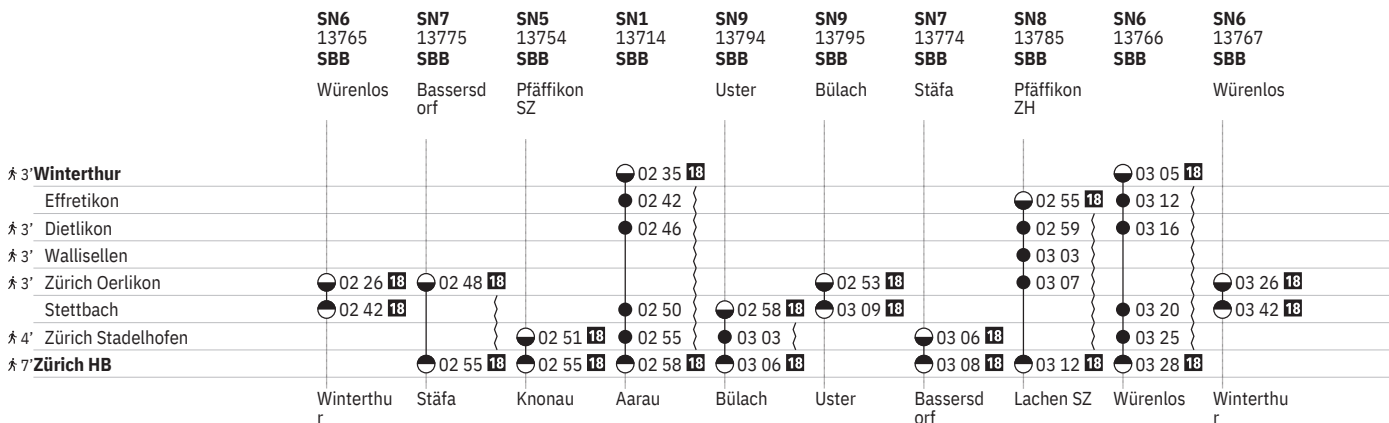 SN6 SN7 SN5 SN1 SN9 SN9 SN7 SN8 SN6 SN6
13765 13775 13754 13714 13794 13795 13774 13785 13766 13767
SBB SBB SBB SBB SBB SBB SBB SBB SBB SBB
Würenlos Bassersd Pfäffikon Uster Bülach Stäfa Pfäffikon Würenlos
orf SZ ZH
3' Winterthur 02 35 18 03 05 18
Effretikon 02 42 02 55 18 03 12
3' Dietlikon 02 46 02 59 03 16
3' Wallisellen 03 03
3' Zürich Oerlikon 02 26 18 02 48 18 02 53 18 03 07 03 26 18
Stettbach 02 42 18 02 50 02 58 18 03 09 18 03 20 03 42 18
4' Zürich Stadelhofen 02 51 18 02 55 03 03 03 06 18 03 25
7' Zürich HB 02 55 18 02 55 18 02 58 18 03 06 18 03 08 18 03 12 18 03 28 18
Winterthu Stäfa Knonau Aarau Bülach Uster Bassersd Lachen SZ Würenlos Winterthu
r orf r